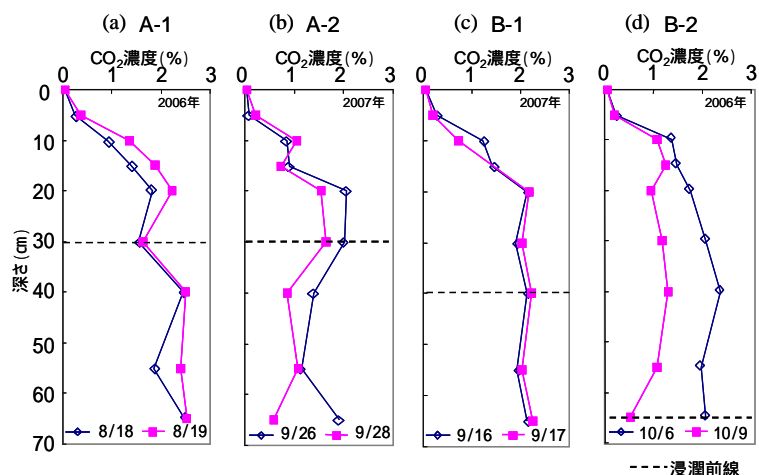 (a) A-1
(b) A-2
(c) B-1
(d) B-2
CO2濃度(%)
CO2濃度(%)
CO2濃度(%)
CO2濃度(%)
0 1 2 3
0 1 2 3
0 1 2 3
0 1 2 3
2006年
2007年
2007年
2006年
深さ(cm)
0
10
20
30
40
50
60
70
8/18 8/19
9/26 9/28
9/16 9/17
10/6 10/9
浸潤前線